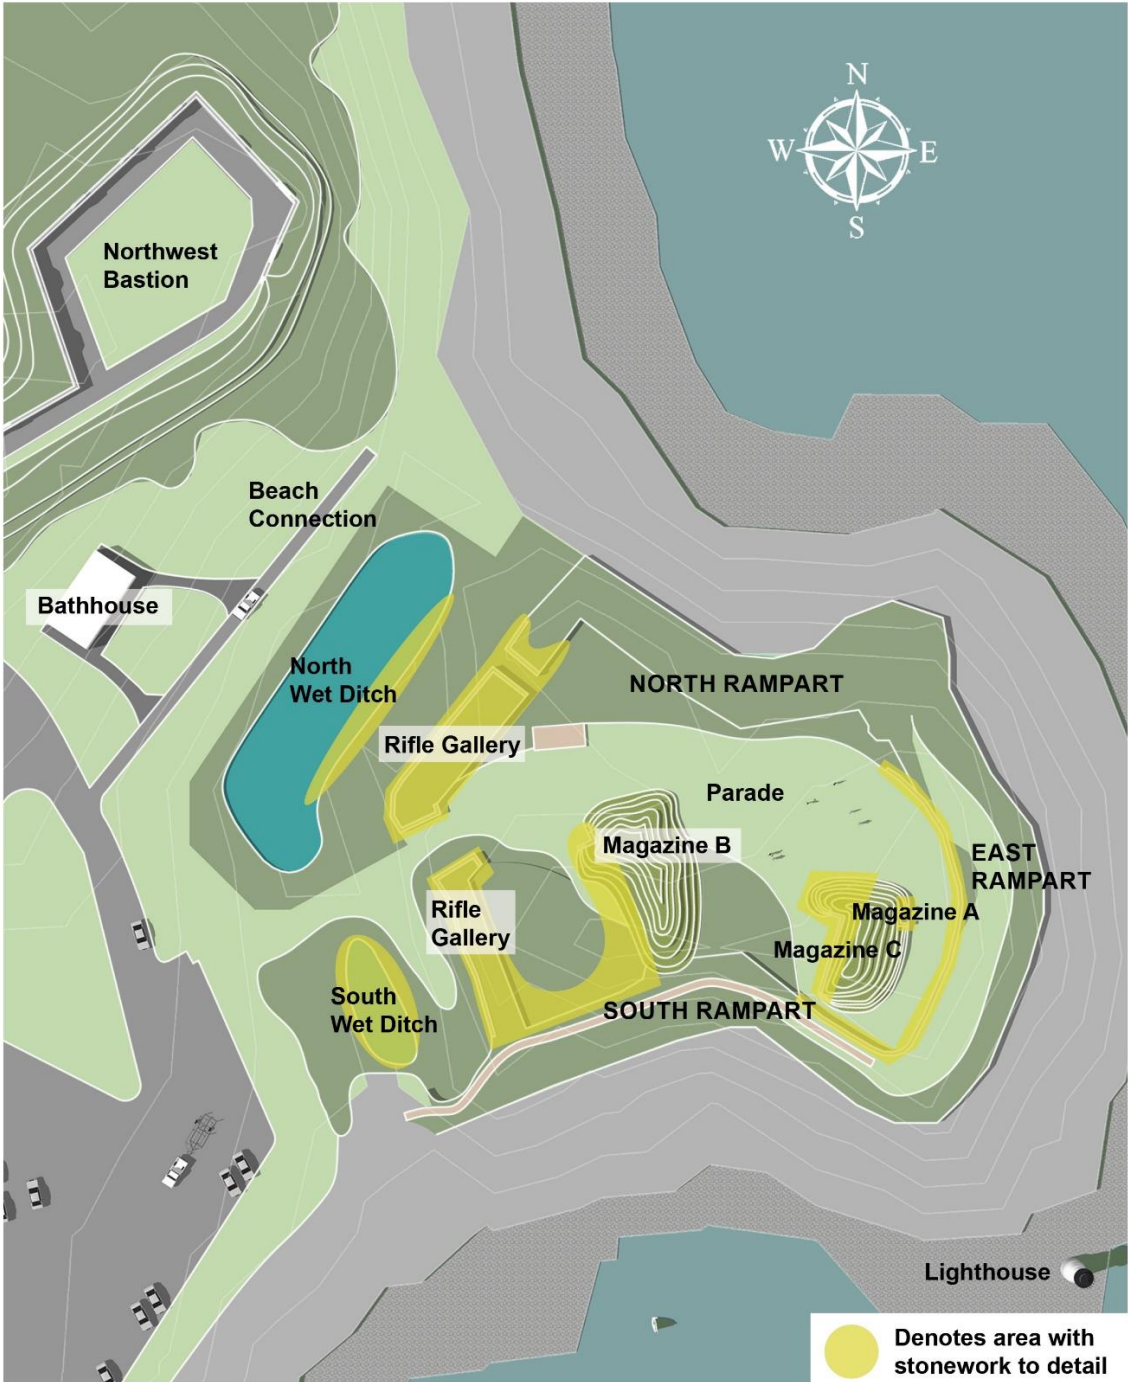 N
W
E
S
Northwest
Bastion
Beach
Connection
Bathhouse
North
Wet Ditch
NORTH RAMPART
Rifle Gallery
Parade
Magazine B
EAST
RAMPART
Rifle
Gallery
Magazine A
Magazine C
South
Wet Ditch
SOUTH RAMPART
Lighthouse
Denotes area with
stonework to detail